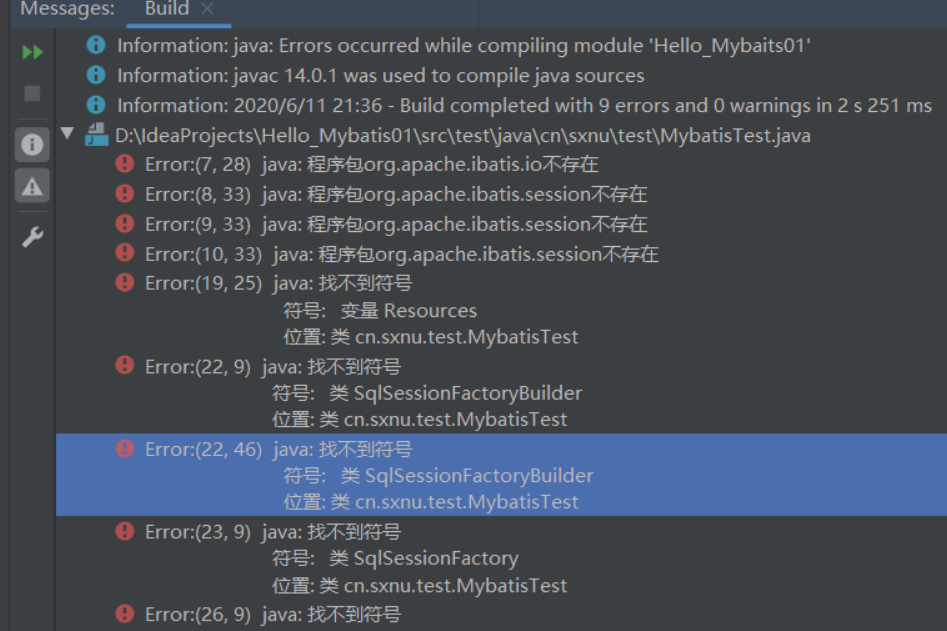 Messages: Build ×
Information: java: Errors occurred while compiling module 'Hello_Mybaits01'
Information: javac 14.0.1 was used to compile java sources
Information: 2020/6/11 21:36 - Build completed with 9 errors and 0 warnings in 2 s 251 ms
D:\IdeaProjects\Hello_Mybatis01\src\test\java\cn\sxnu\test\MybatisTest.java
Error:(7, 28) java: 程序包org.apache.ibatis.io不存在
Error:(8, 33) java: 程序包org.apache.ibatis.session不存在
Error:(9, 33) java: 程序包org.apache.ibatis.session不存在
Error:(10, 33) java: 程序包org.apache.ibatis.session不存在
Error:(19, 25) java: 找不到符号
符号: 变量 Resources
位置: 类 cn.sxnu.test.MybatisTest
Error:(22, 9) java: 找不到符号
符号: 类 SqlSessionFactoryBuilder
位置: 类 cn.sxnu.test.MybatisTest
Error:(22, 46) java: 找不到符号
符号: 类 SqlSessionFactoryBuilder
位置: 类 cn.sxnu.test.MybatisTest
Error:(23, 9) java: 找不到符号
符号: 类 SqlSessionFactory
位置: 类 cn.sxnu.test.MybatisTest
Error:(26, 9) java: 找不到符号